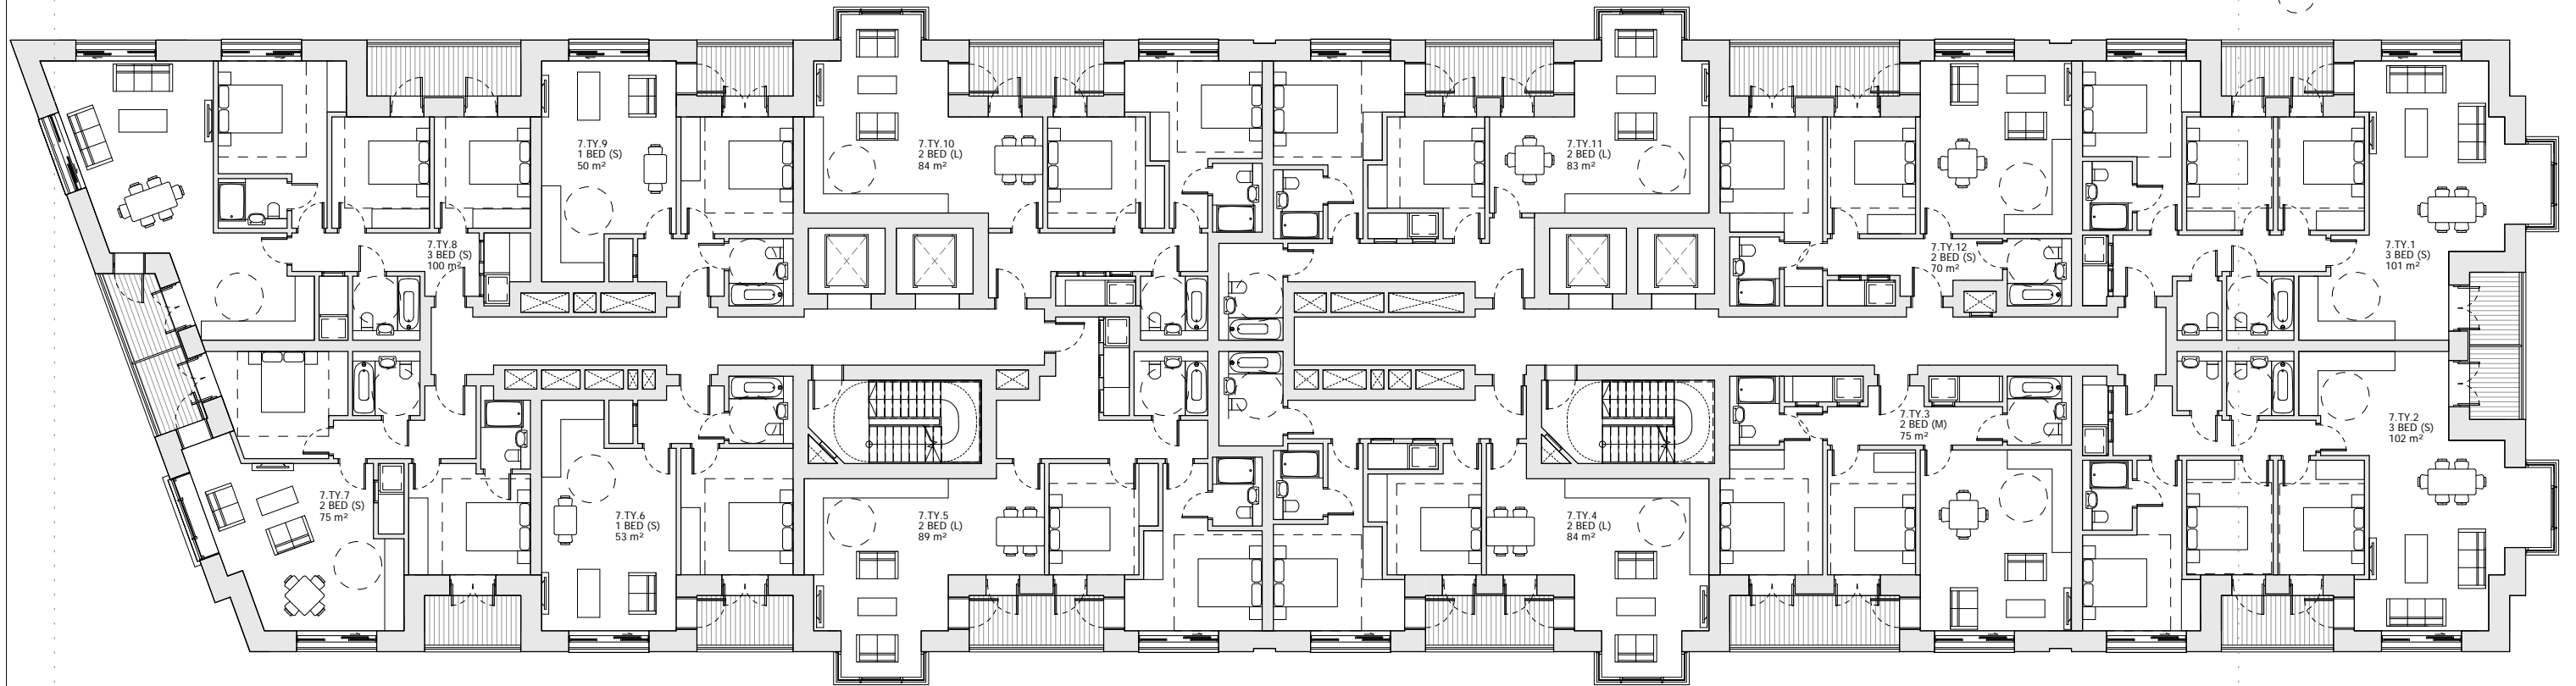 7.TY.9
1 BED (S)
50 m²
7.TY.10
2 BED (L)
84 m²
7.TY.11
2 BED (L)
83 m²
7.TY.8
3 BED (S)
100 m²
7.TY.12
2 BED (S)
70 m²
7.TY.1
3 BED (S)
101 m²
7.TY.7
2 BED (S)
75 m²
7.TY.6
1 BED (S)
53 m²
7.TY.5
2 BED (L)
89 m²
7.TY.4
2 BED (L)
84 m²
7.TY.3
2 BED (M)
75 m²
7.TY.2
3 BED (S)
102 m²